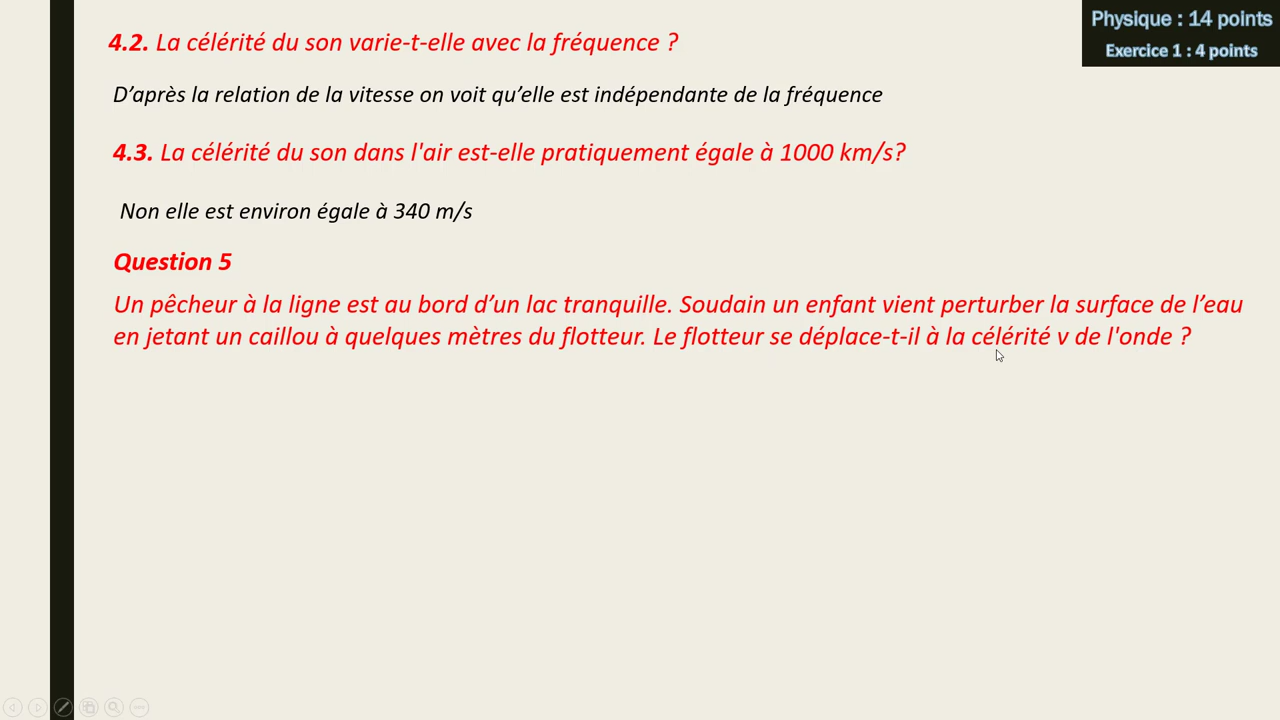 Physique : 14 points
Exercice 1 : 4 points
4.2. La célérité du son varie-t-elle avec la fréquence ?
D’après la relation de la vitesse on voit qu’elle est indépendante de la fréquence
4.3. La célérité du son dans l'air est-elle pratiquement égale à 1000 km/s?
Non elle est environ égale à 340 m/s
Question 5
Un pêcheur à la ligne est au bord d’un lac tranquille. Soudain un enfant vient perturber la surface de l’eau
en jetant un caillou à quelques mètres du flotteur. Le flotteur se déplace-t-il à la célérité v de l'onde ?